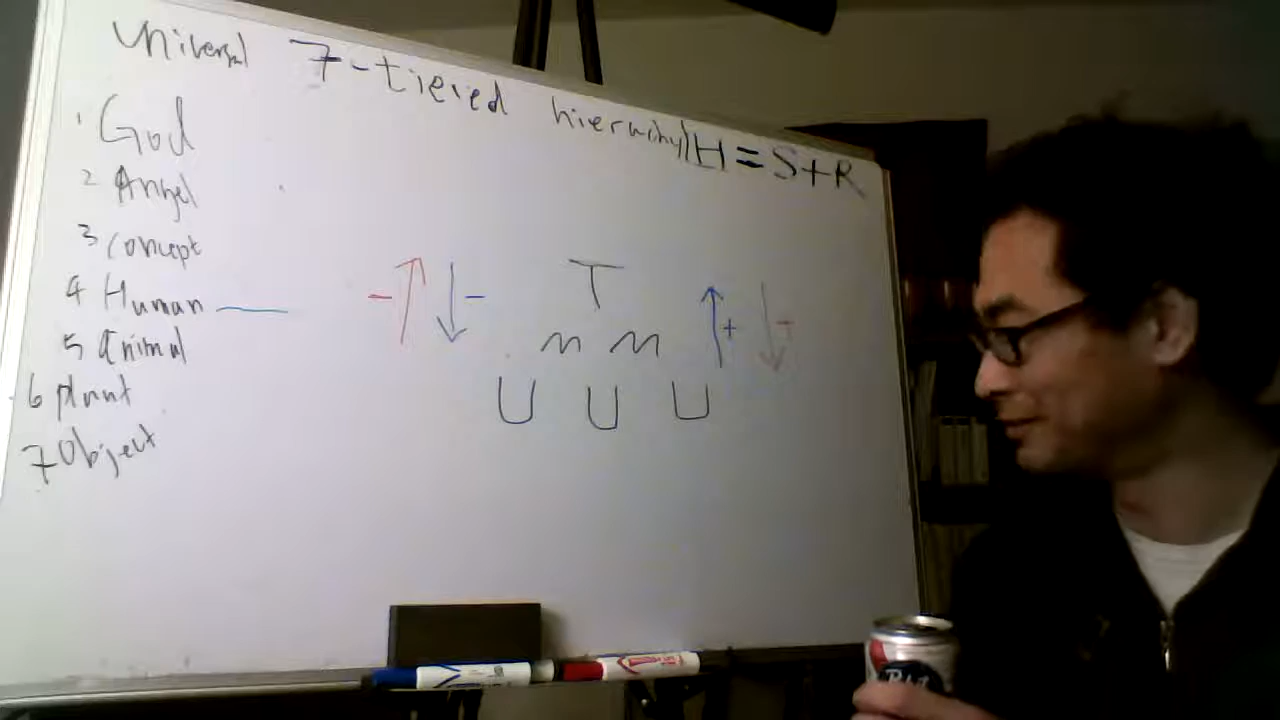 Universal 7-tiered hierarchy H = S+R
1 God
2 Angel
3 Concept
4 Human
5 Animal
6 Plant
7 Object
T
m m
U U U
- -
+ -